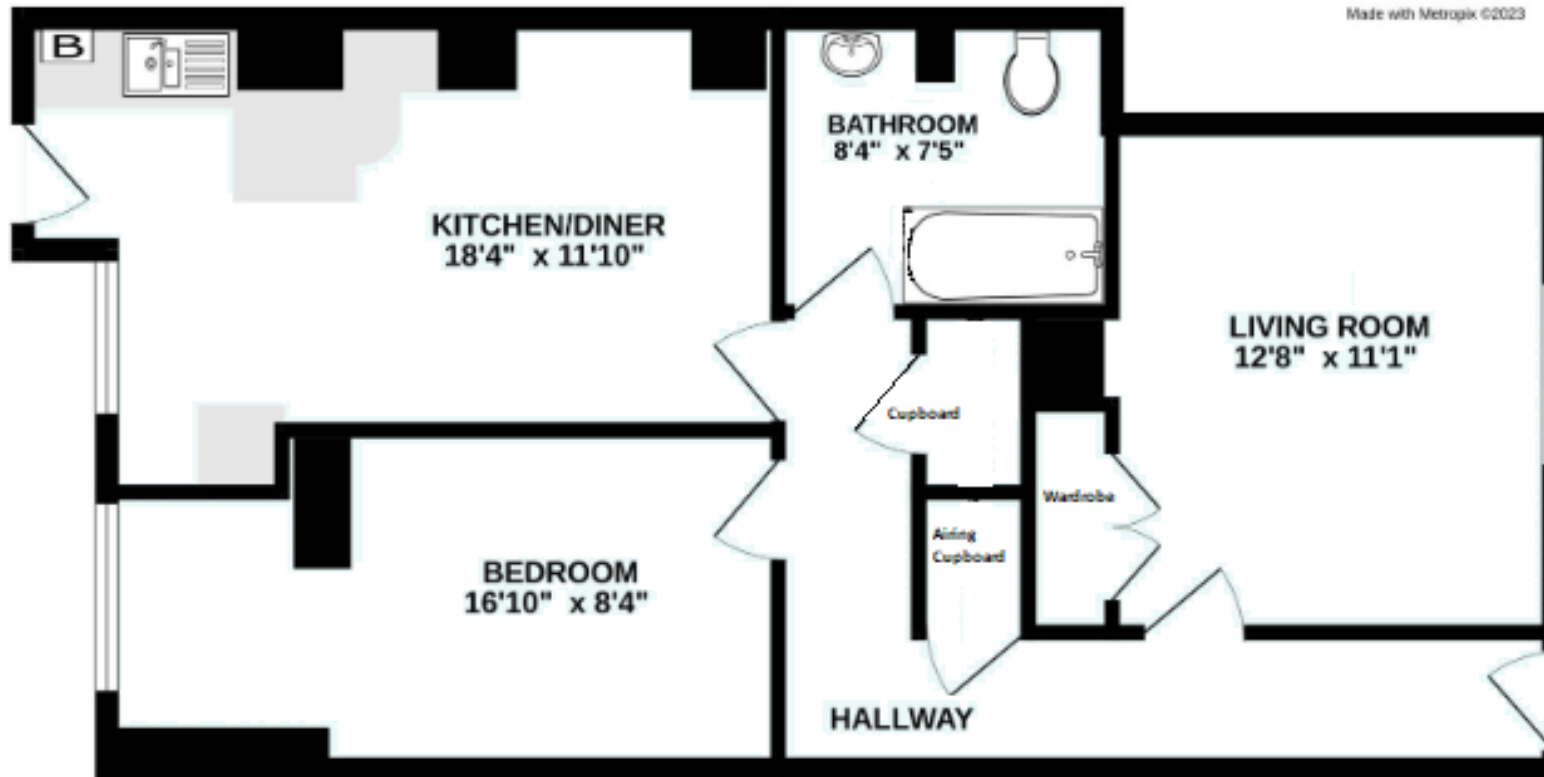 Made with Metropix ©2023
B
BATHROOM
8'4" x 7'5"
KITCHEN/DINER
18'4" x 11'10"
LIVING ROOM
12'8" x 11'1"
Cupboard
Wardrobe
Airing
Cupboard
BEDROOM
16'10" x 8'4"
HALLWAY